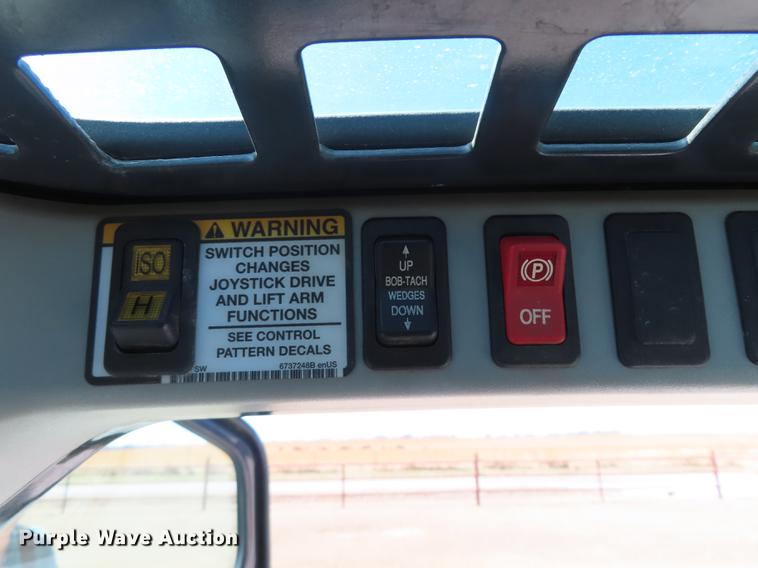 ISO
H
WARNING
SWITCH POSITION
CHANGES
JOYSTICK DRIVE
AND LIFT ARM
FUNCTIONS
SEE CONTROL
PATTERN DECALS
SW 6737248B enUS
UP
BOB-TACH
WEDGES
DOWN
P
OFF
Purple Wave Auction